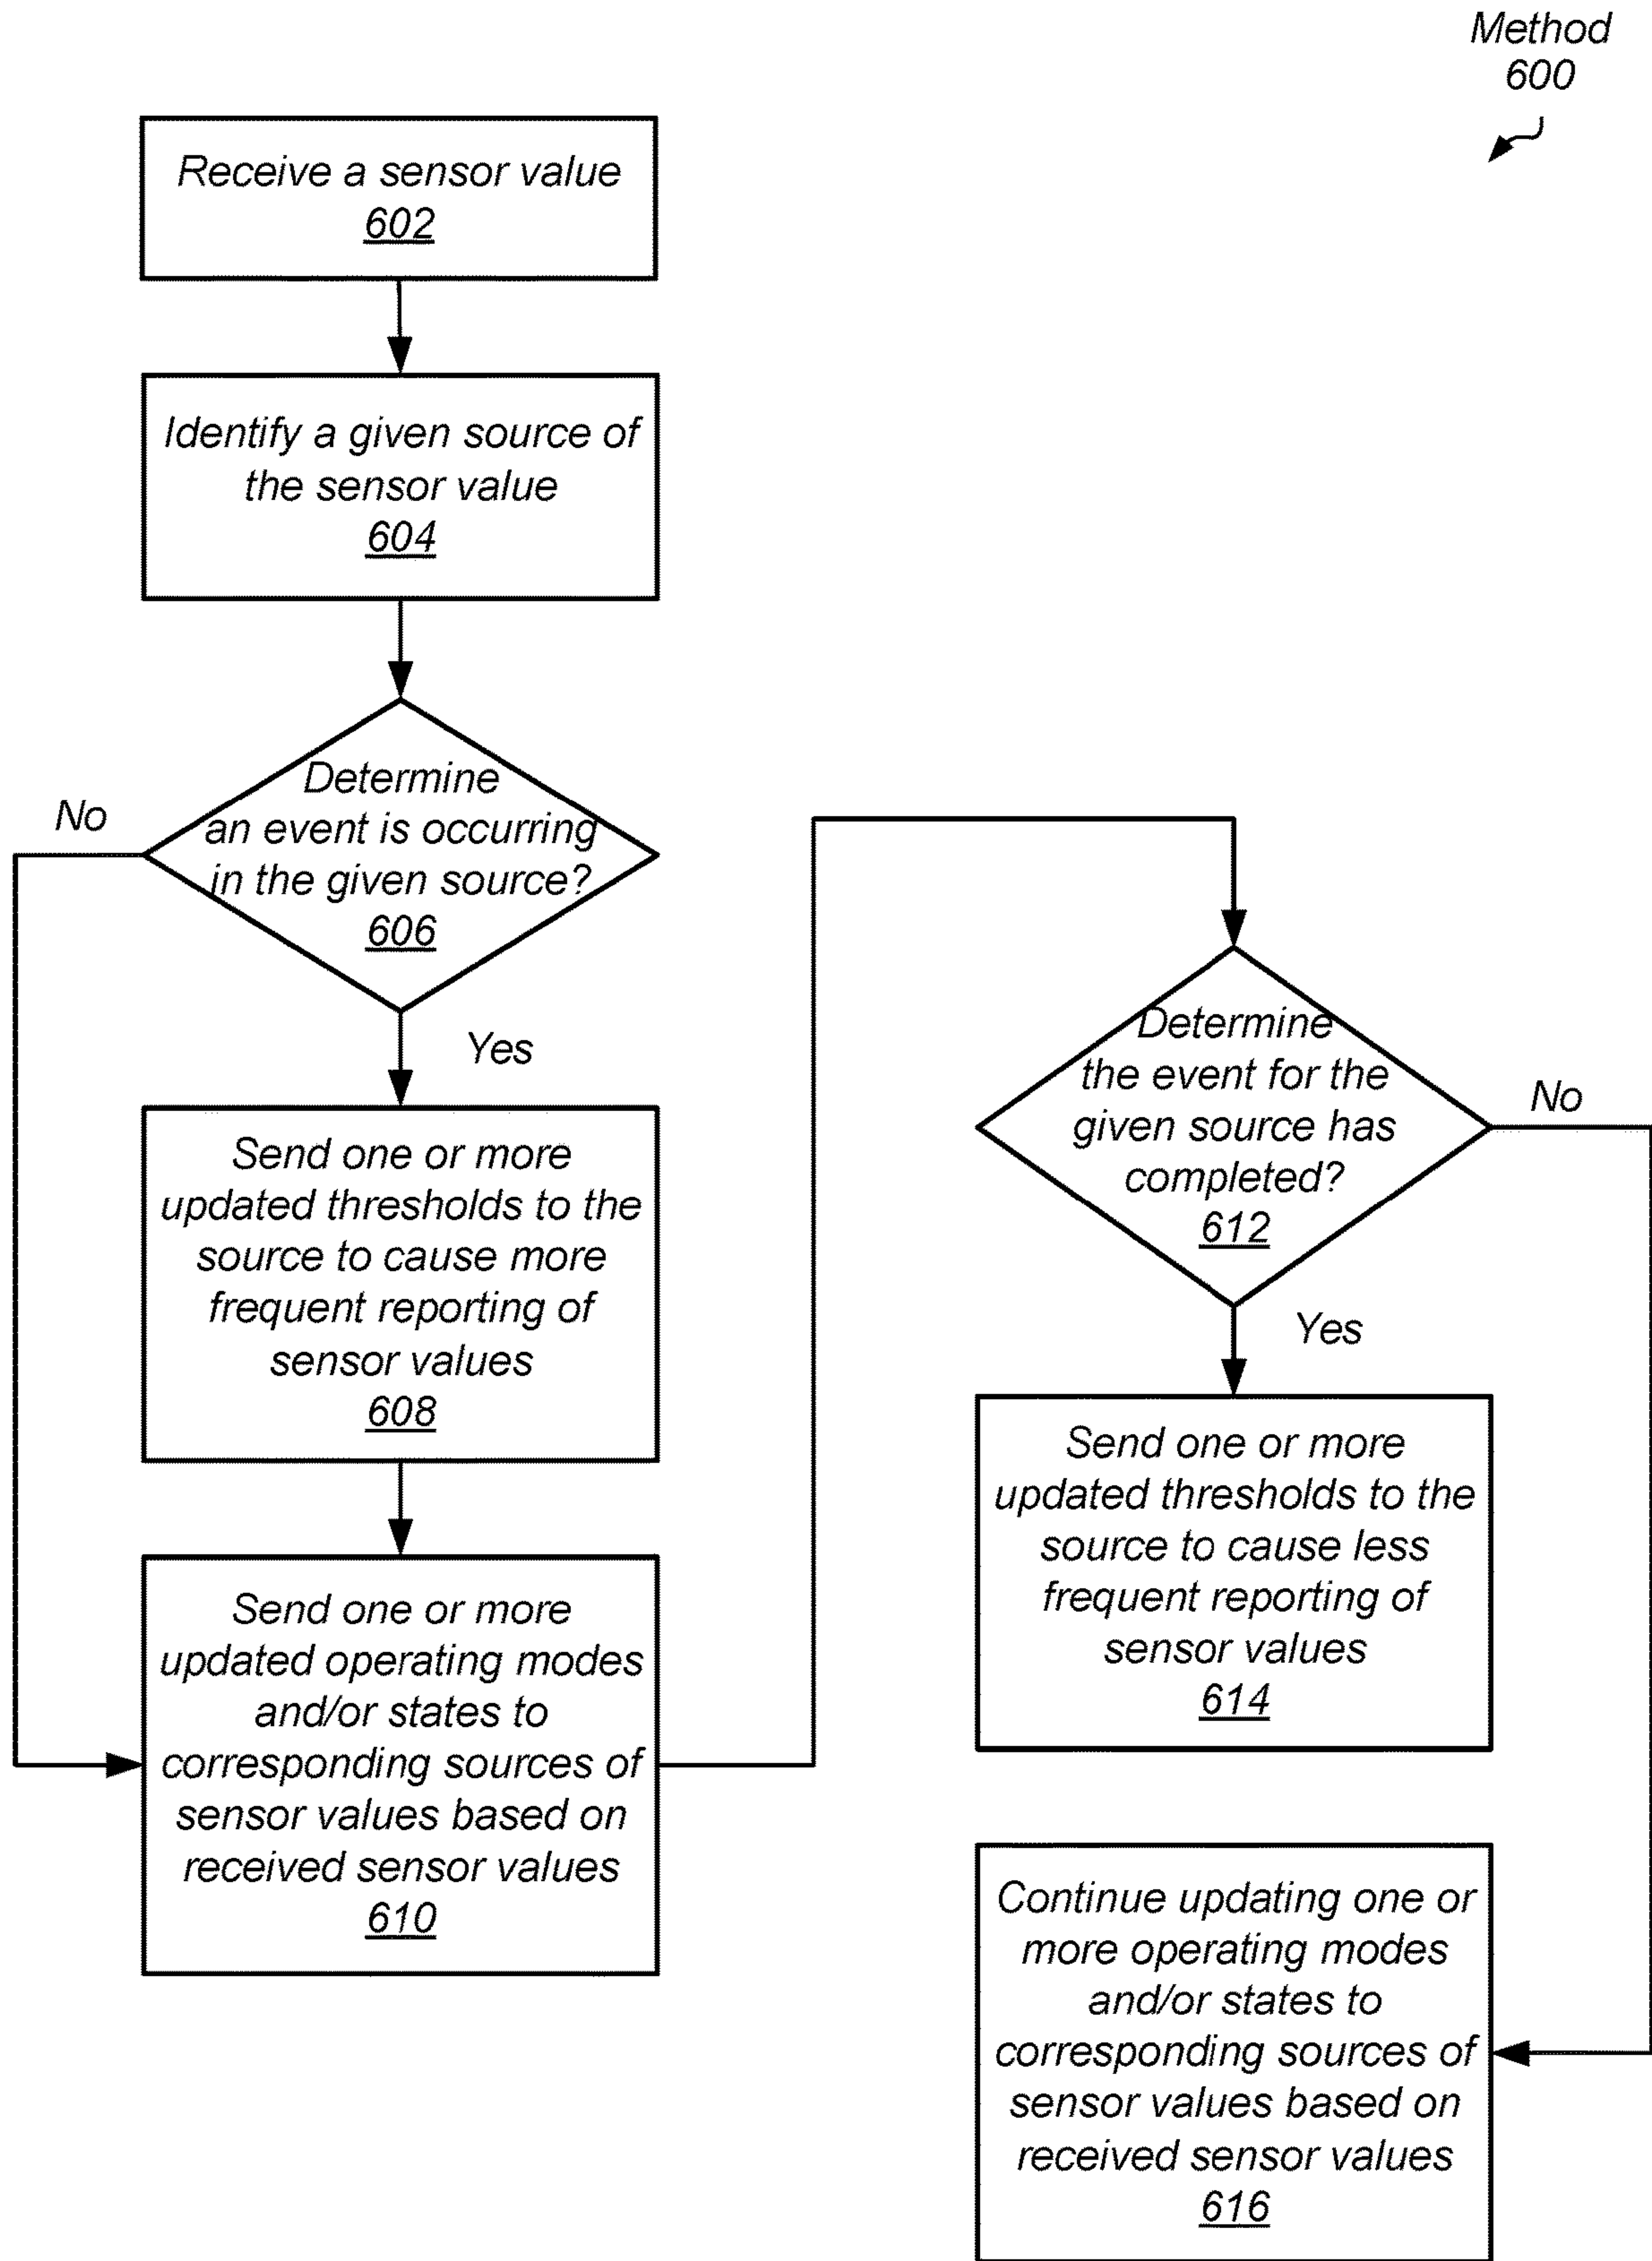 Method
600
Receive a sensor value
602
Identify a given source of
the sensor value
604
Determine
an event is occurring
in the given source?
606
No
Yes
Send one or more
updated thresholds to the
source to cause more
frequent reporting of
sensor values
608
Send one or more
updated operating modes
and/or states to
corresponding sources of
sensor values based on
received sensor values
610
Determine
the event for the
given source has
completed?
612
No
Yes
Send one or more
updated thresholds to the
source to cause less
frequent reporting of
sensor values
614
Continue updating one or
more operating modes
and/or states to
corresponding sources of
sensor values based on
received sensor values
616